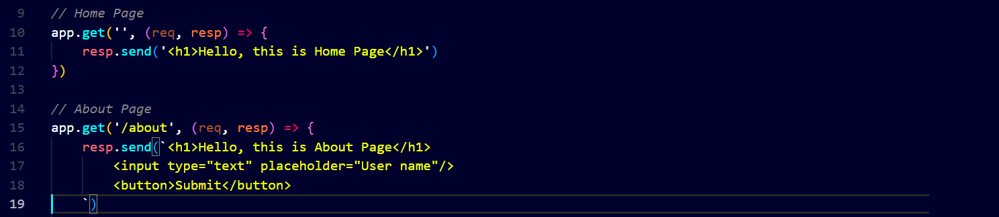 9 // Home Page
10 app.get('', (req, resp) => {
11 resp.send('<h1>Hello, this is Home Page</h1>')
12 })
13
14 // About Page
15 app.get('/about', (req, resp) => {
16 resp.send(`<h1>Hello, this is About Page</h1>
17 <input type="text" placeholder="User name"/>
18 <button>Submit</button>
19 `)